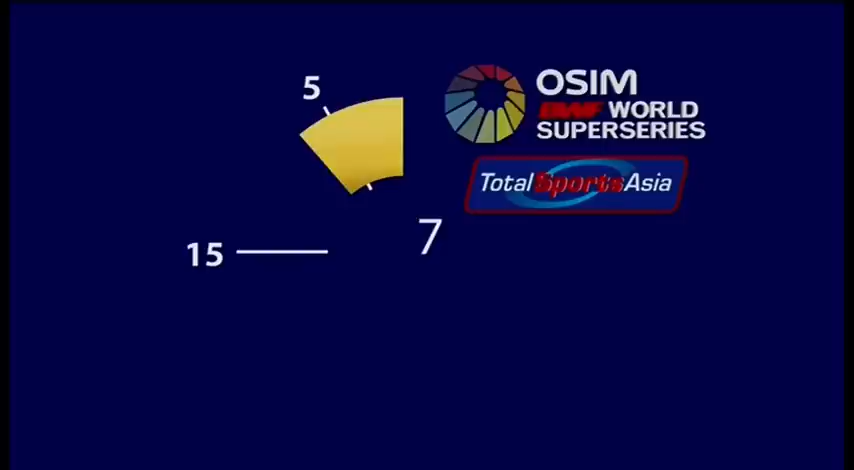 5
OSIM
BWF WORLD
SUPERSERIES
TotalSportsAsia
7
15